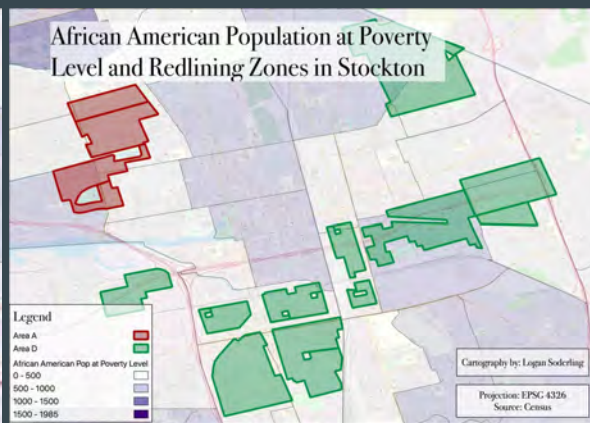 African American Population at Poverty
Level and Redlining Zones in Stockton
Legend
Area A
Area D
African American Pop at Poverty Level
0 - 500
500 - 1000
1000 - 1500
1500 - 1985
Cartography by: Logan Soderling
Projection: EPSG 4326
Source: Census